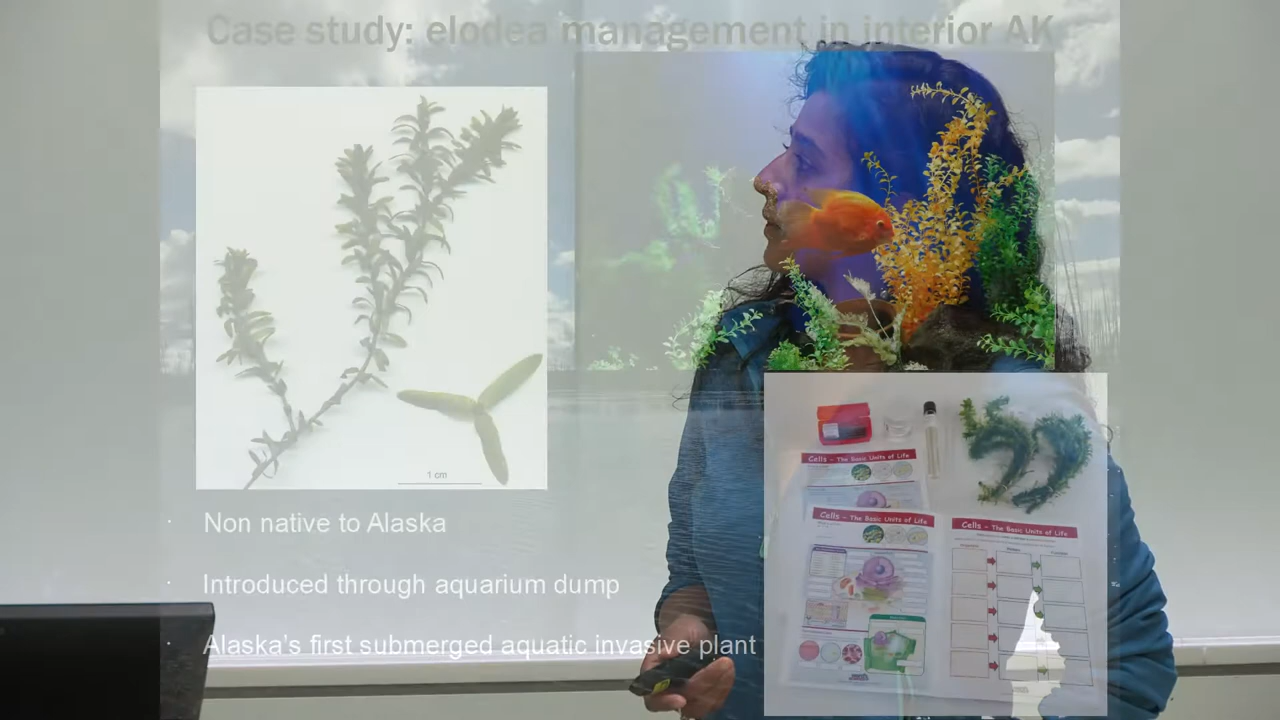 Case study: elodea management in interior AK
1 cm
· Non native to Alaska
· Introduced through aquarium dump
· Alaska's first submerged aquatic invasive plant
Cells – The Basic Units of Life
Cells – The Basic Units of Life
Cells – The Basic Units of Life